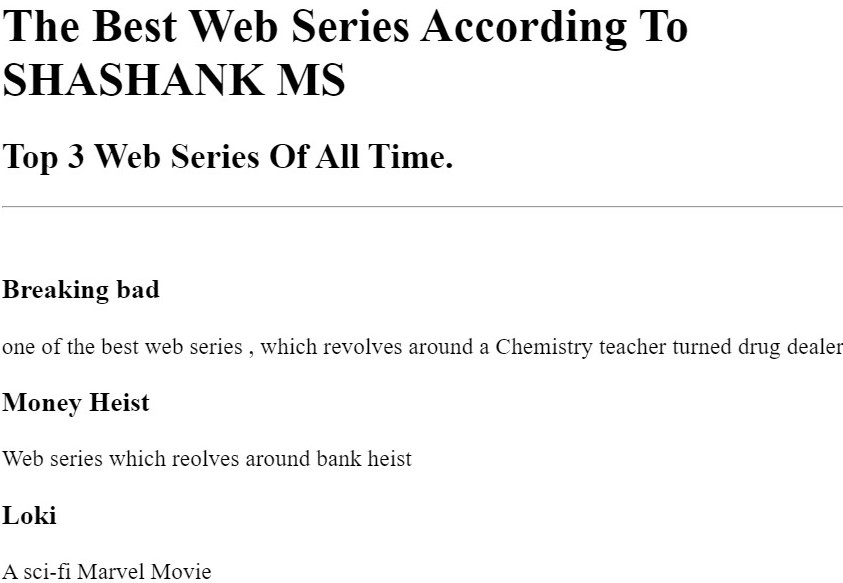 The Best Web Series According To
SHASHANK MS
Top 3 Web Series Of All Time.
Breaking bad
one of the best web series , which revolves around a Chemistry teacher turned drug dealer
Money Heist
Web series which reolves around bank heist
Loki
A sci-fi Marvel Movie